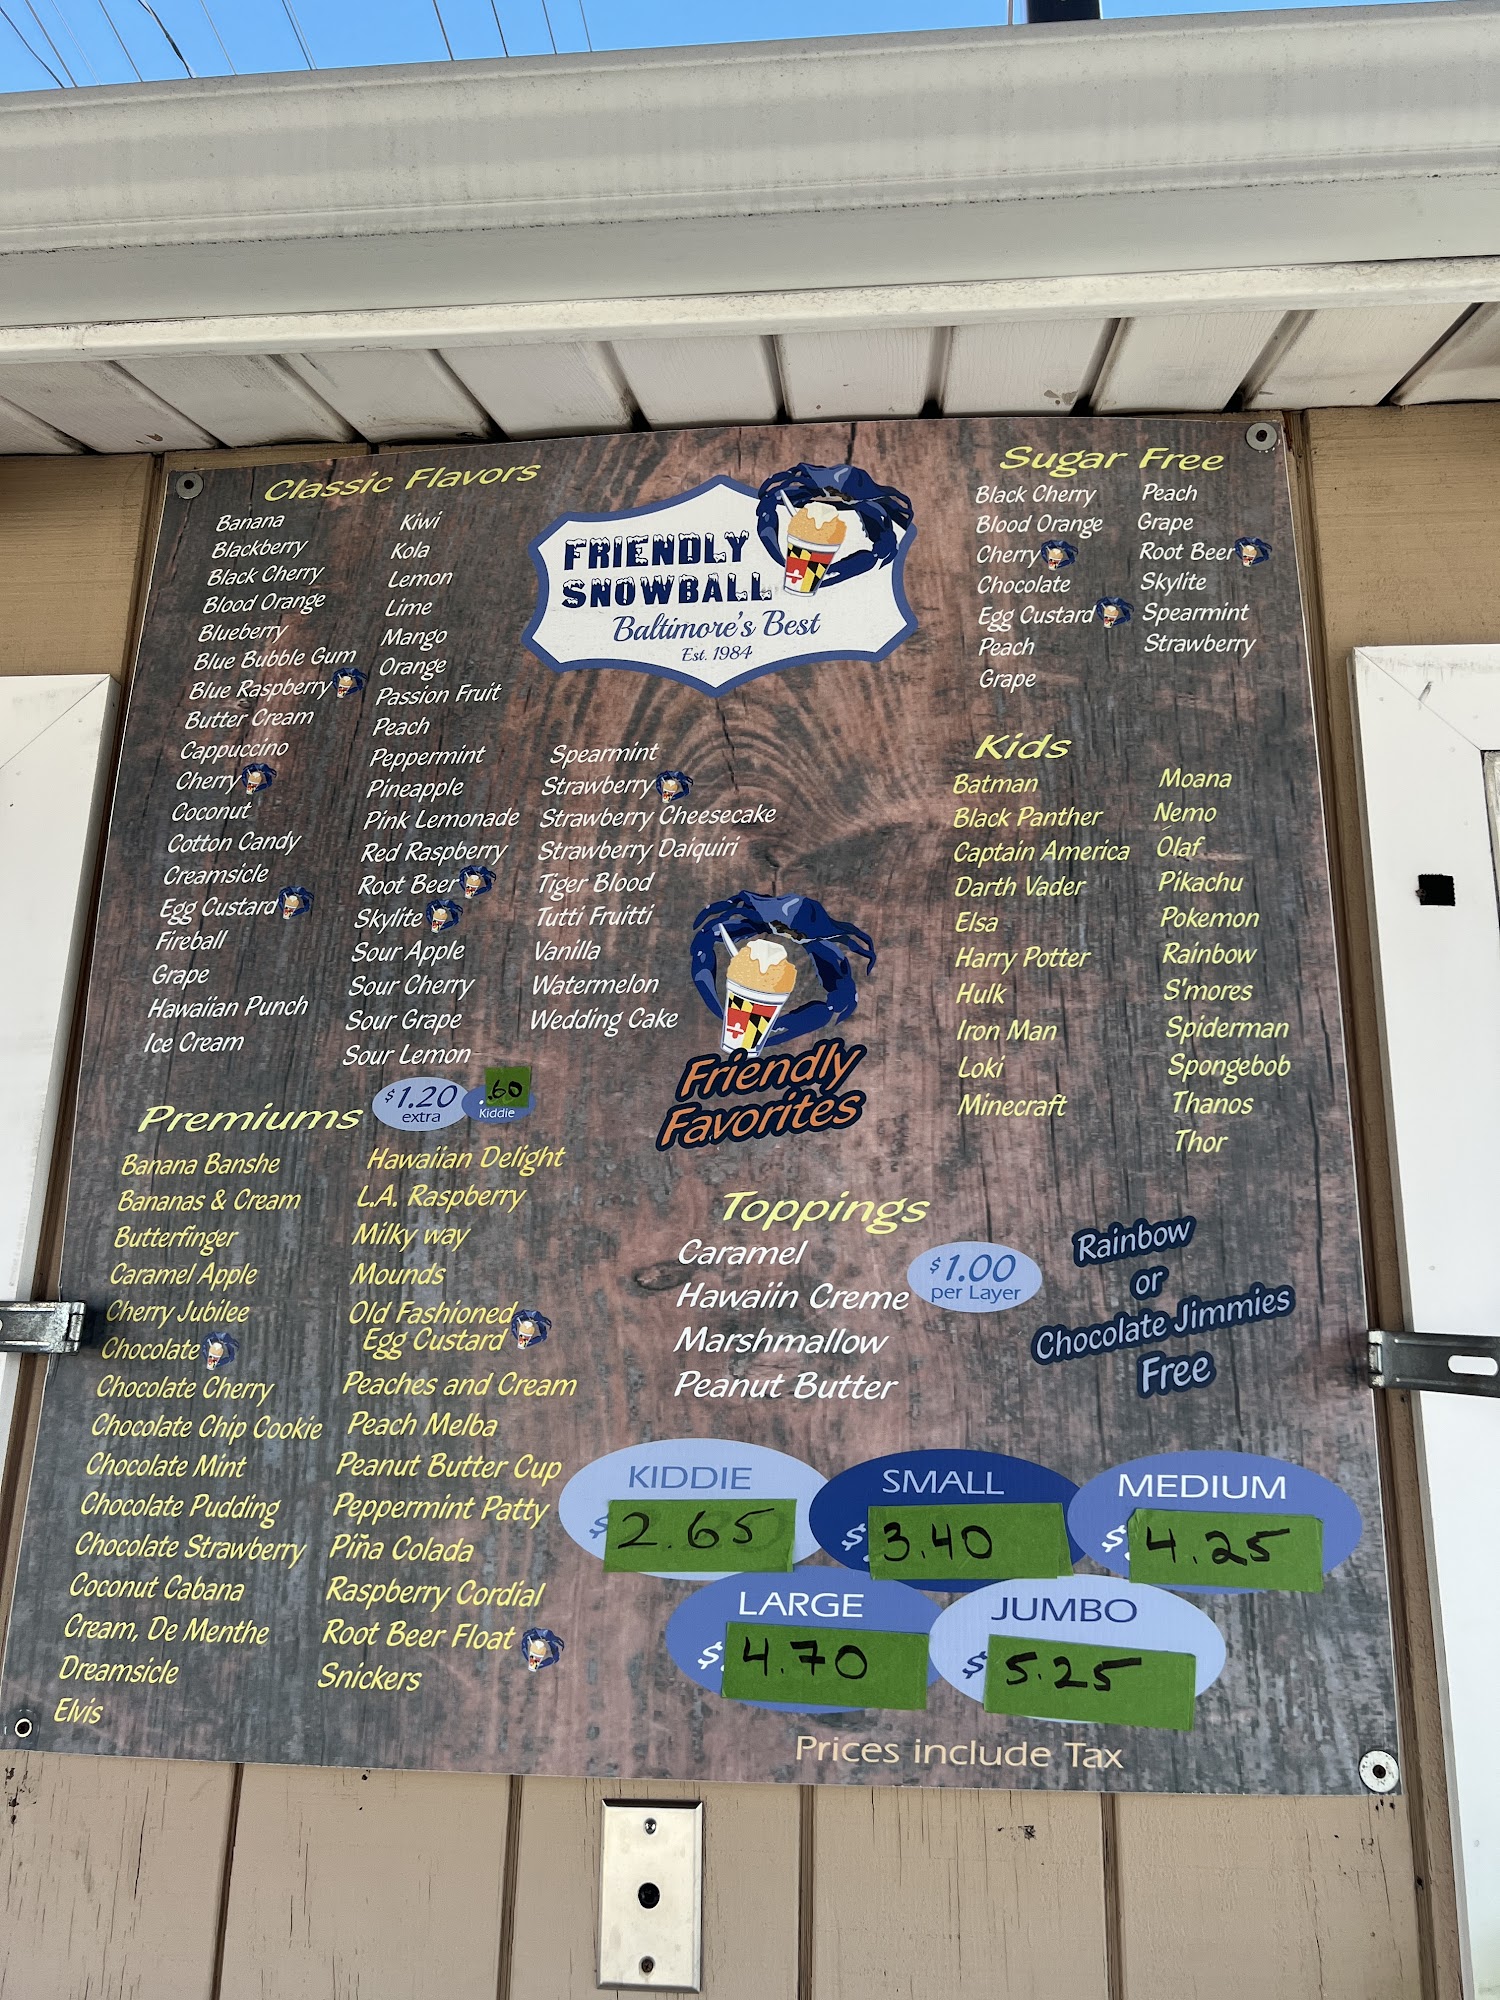 Classic Flavors
Banana
Blackberry
Black Cherry
Blood Orange
Blueberry
Blue Bubble Gum
Blue Raspberry
Butter Cream
Cappuccino
Cherry
Coconut
Cotton Candy
Creamsicle
Egg Custard
Fireball
Grape
Hawaiian Punch
Ice Cream
Kiwi
Kola
Lemon
Lime
Mango
Orange
Passion Fruit
Peach
Peppermint
Pineapple
Pink Lemonade
Red Raspberry
Root Beer
Skylite
Sour Apple
Sour Cherry
Sour Grape
Sour Lemon
Spearmint
Strawberry
Strawberry Cheesecake
Strawberry Daiquiri
Tiger Blood
Tutti Fruitti
Vanilla
Watermelon
Wedding Cake
FRIENDLY
SNOWBALL
Baltimore's Best
Est. 1984
Sugar Free
Black Cherry
Blood Orange
Cherry
Chocolate
Egg Custard
Peach
Grape
Peach
Grape
Root Beer
Skylite
Spearmint
Strawberry
Kids
Batman
Black Panther
Captain America
Darth Vader
Elsa
Harry Potter
Hulk
Iron Man
Loki
Minecraft
Moana
Nemo
Olaf
Pikachu
Pokemon
Rainbow
S'mores
Spiderman
Spongebob
Thanos
Thor
Friendly
Favorites
Premiums
$1.20
extra
.60
Kiddie
Banana Banshe
Bananas & Cream
Butterfinger
Caramel Apple
Cherry Jubilee
Chocolate
Chocolate Cherry
Chocolate Chip Cookie
Chocolate Mint
Chocolate Pudding
Chocolate Strawberry
Coconut Cabana
Cream, De Menthe
Dreamsicle
Elvis
Hawaiian Delight
L.A. Raspberry
Milky way
Mounds
Old Fashioned
Egg Custard
Peaches and Cream
Peach Melba
Peanut Butter Cup
Peppermint Patty
Piña Colada
Raspberry Cordial
Root Beer Float
Snickers
Toppings
Caramel
Hawaiin Creme
Marshmallow
Peanut Butter
$1.00
per Layer
Rainbow
or
Chocolate Jimmies
Free
KIDDIE
$2.65
SMALL
$3.40
MEDIUM
$4.25
LARGE
$4.70
JUMBO
$5.25
Prices include Tax